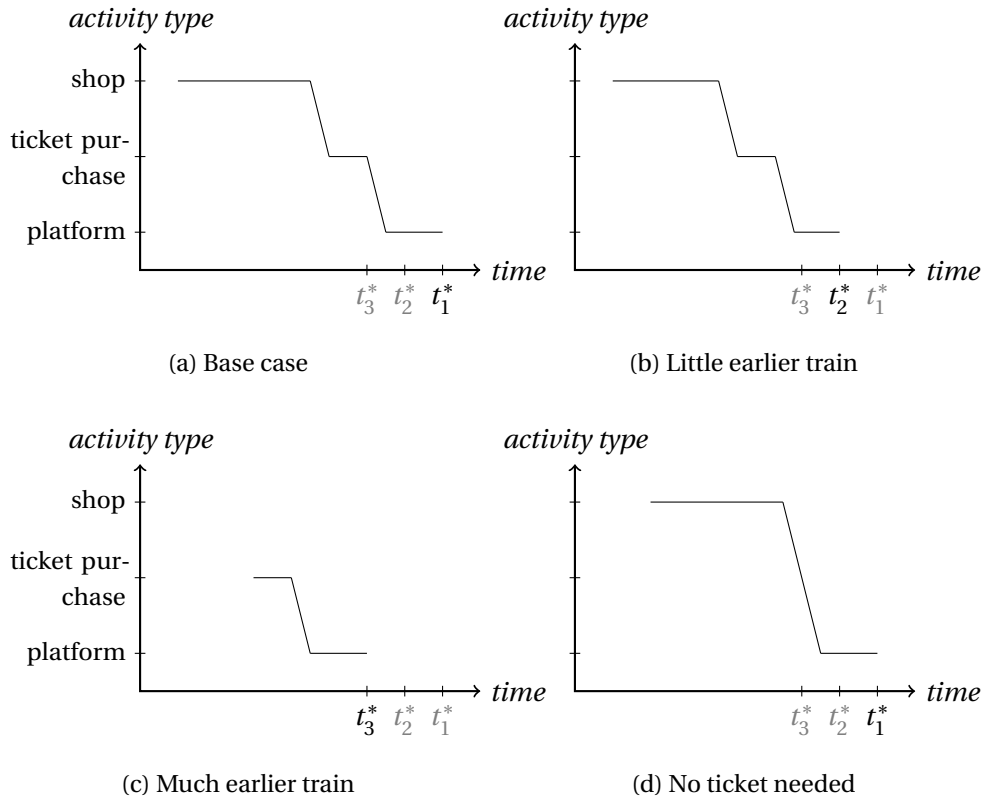 activity type
shop
ticket pur-
chase
platform
time
t₃* t₂* t₁*
(a) Base case
activity type
time
t₃* t₂* t₁*
(b) Little earlier train
activity type
shop
ticket pur-
chase
platform
time
t₃* t₂* t₁*
(c) Much earlier train
activity type
time
t₃* t₂* t₁*
(d) No ticket needed